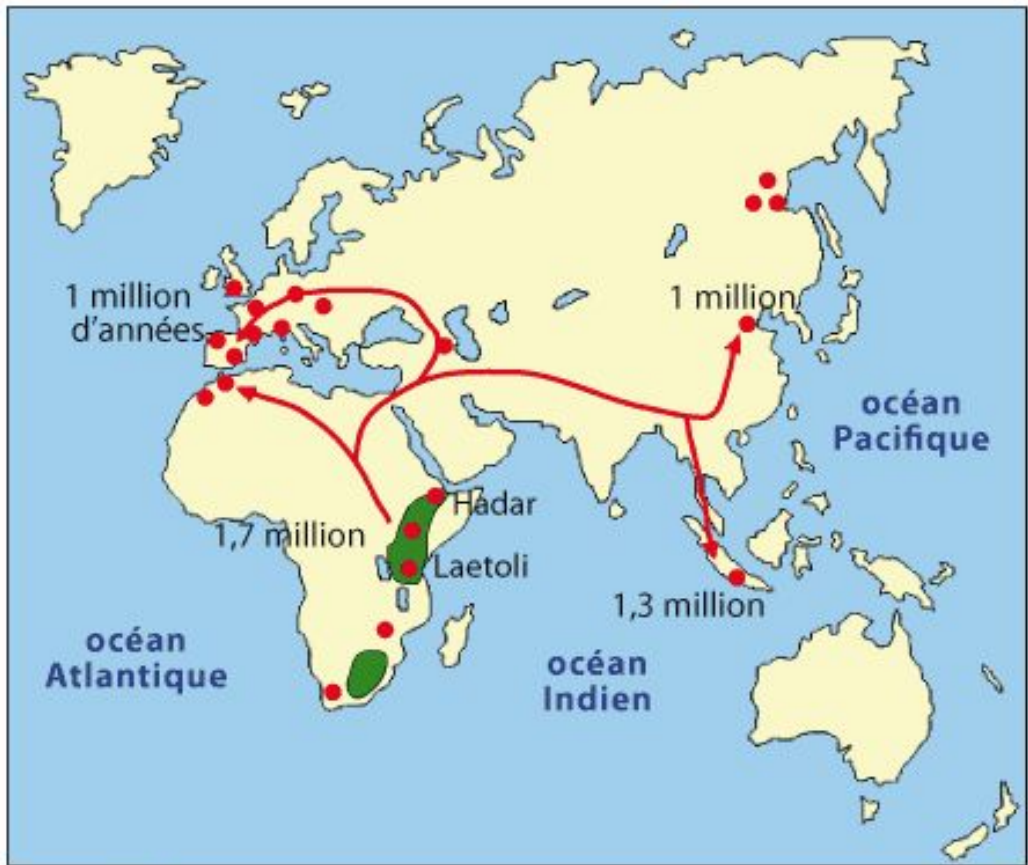 1 million
d'années
1 million
océan
Pacifique
Hadar
1,7 million
Laetoli
1,3 million
océan
Atlantique
océan
Indien